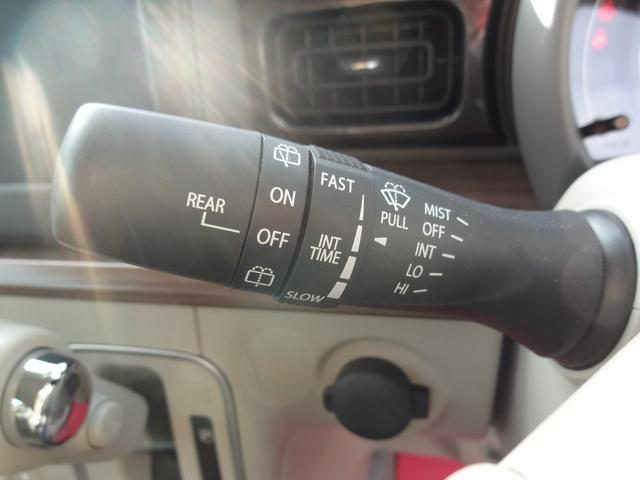 REAR
ON
OFF
FAST
INT
TIME
SLOW
PULL
MIST
OFF
INT
LO
HI